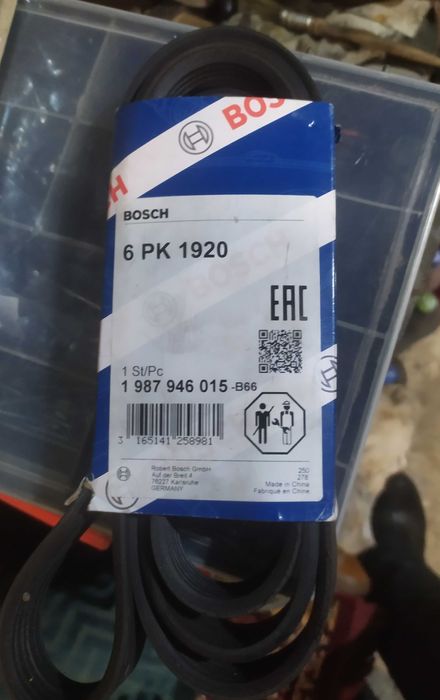 BOSCH
H
BOSCH
6 PK 1920
EAC
1 St/Pc
1 987 946 015-B66
3 165141 258981
Robert Bosch GmbH
Auf der Breit 4
76227 Karlsruhe
GERMANY
250
278
Made in China
Fabriqué en Chine